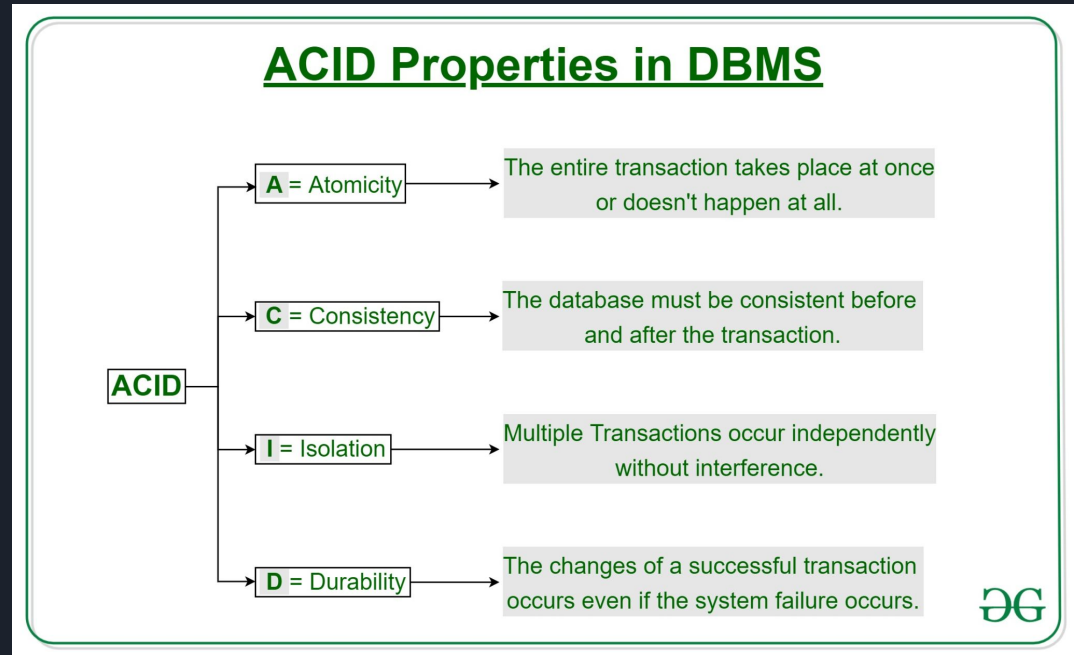 ACID Properties in DBMS
A = Atomicity
The entire transaction takes place at once
or doesn't happen at all.
C = Consistency
The database must be consistent before
and after the transaction.
ACID
I = Isolation
Multiple Transactions occur independently
without interference.
D = Durability
The changes of a successful transaction
occurs even if the system failure occurs.